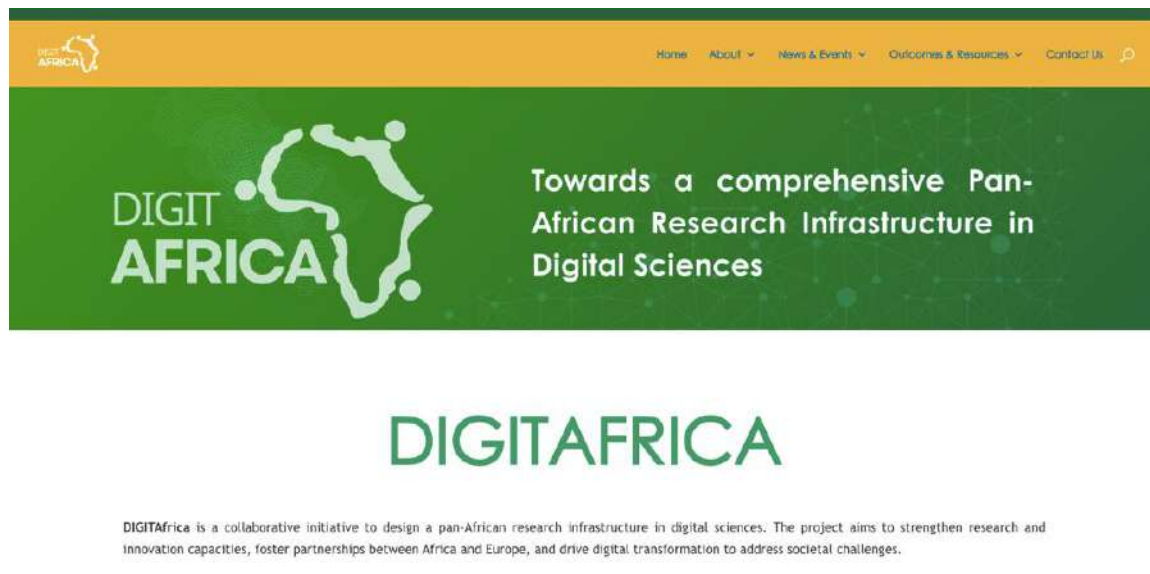 DIGIT
AFRICA
Home About News & Events Outcomes & Resources Contact Us
DIGIT
AFRICA
Towards a comprehensive Pan-
African Research Infrastructure in
Digital Sciences
DIGITAFRICA
DIGITAfrica is a collaborative initiative to design a pan-African research infrastructure in digital sciences. The project aims to strengthen research and
innovation capacities, foster partnerships between Africa and Europe, and drive digital transformation to address societal challenges.